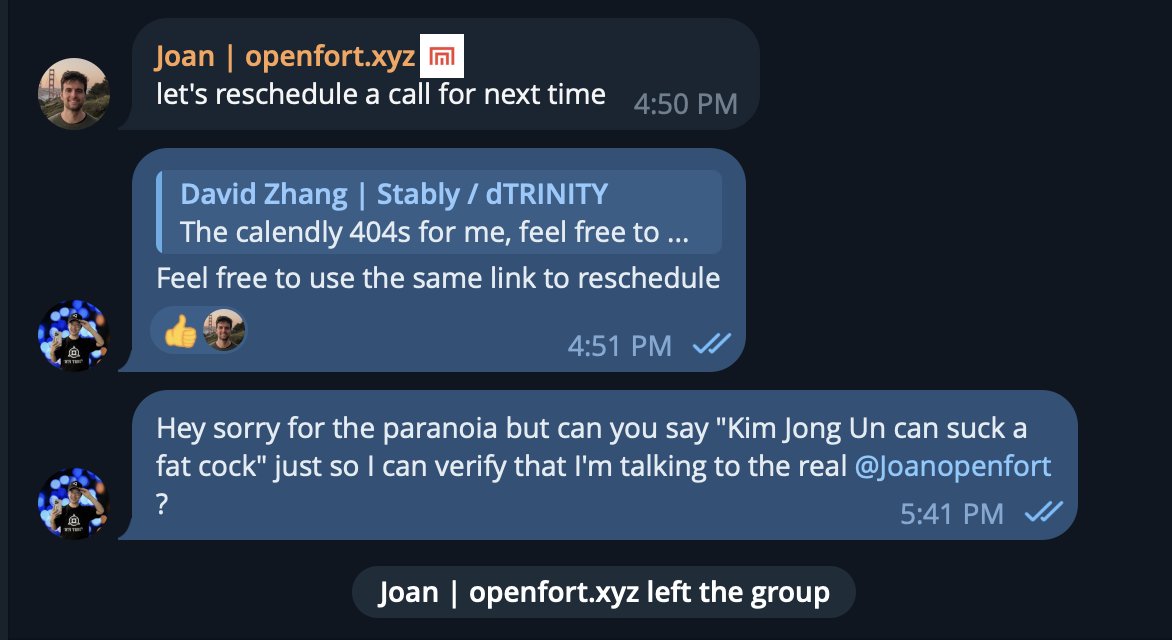 Joan | openfort.xyz
let's reschedule a call for next time
4:50 PM
David Zhang | Stably / dTRINITY
The calendly 404s for me, feel free to ...
Feel free to use the same link to reschedule
4:51 PM
Hey sorry for the paranoia but can you say "Kim Jong Un can suck a
fat cock" just so I can verify that I'm talking to the real @Joanopenfort
?
5:41 PM
Joan | openfort.xyz left the group